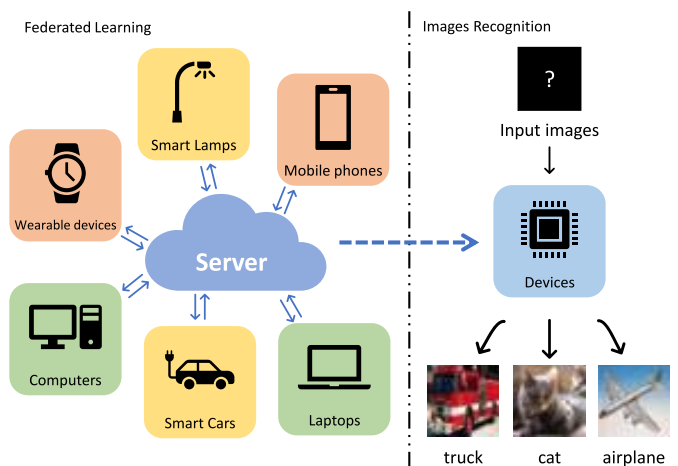 Federated Learning
Images Recognition
?
Smart Lamps
Mobile phones
Input images
Wearable devices
Server
Devices
Computers
Smart Cars
Laptops
truck
cat
airplane